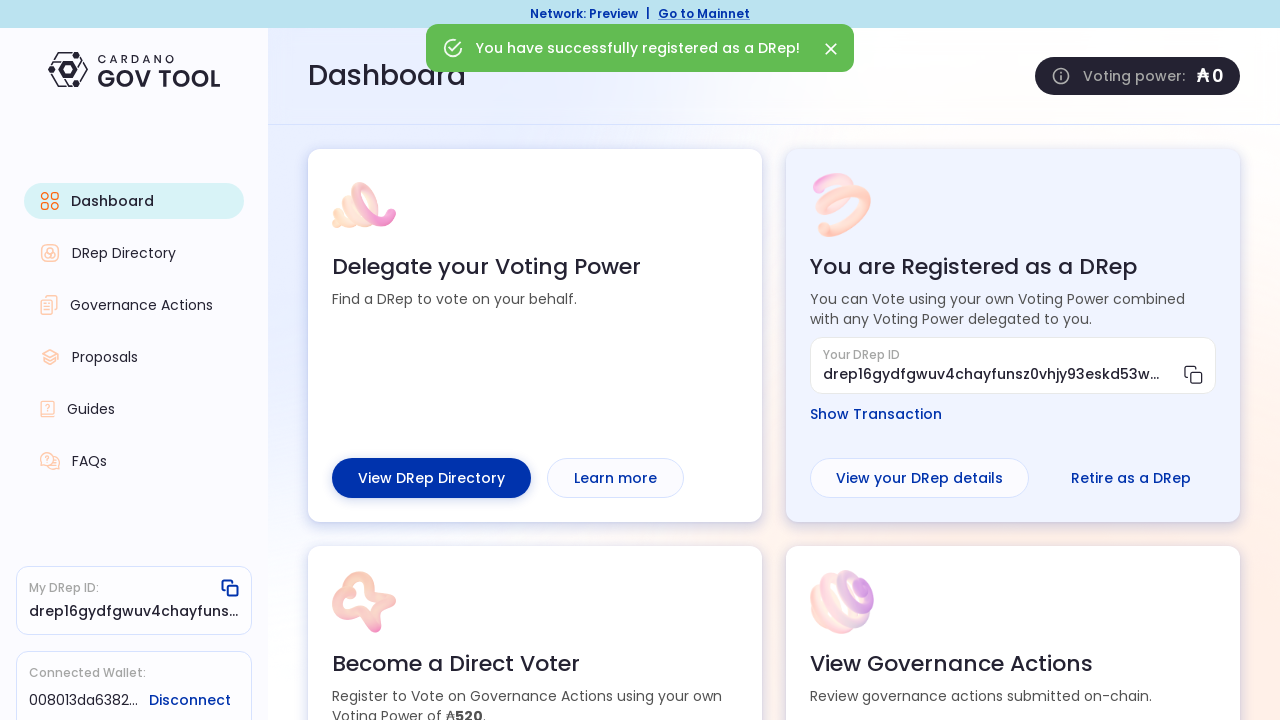 Network: Preview | Go to Mainnet
You have successfully registered as a DRep!
CARDANO
GOV TOOL
Dashboard
Voting power: ₳0
Dashboard
DRep Directory
Governance Actions
Proposals
Guides
FAQs
My DRep ID:
drep16gydfgwuv4chayfuns...
Connected Wallet:
008013da6382... Disconnect
Delegate your Voting Power
Find a DRep to vote on your behalf.
View DRep Directory Learn more
You are Registered as a DRep
You can Vote using your own Voting Power combined
with any Voting Power delegated to you.
Your DRep ID
drep16gydfgwuv4chayfunsz0vhjy93eskd53w...
Show Transaction
View your DRep details Retire as a DRep
Become a Direct Voter
Register to Vote on Governance Actions using your own
Voting Power of ₳520.
View Governance Actions
Review governance actions submitted on-chain.